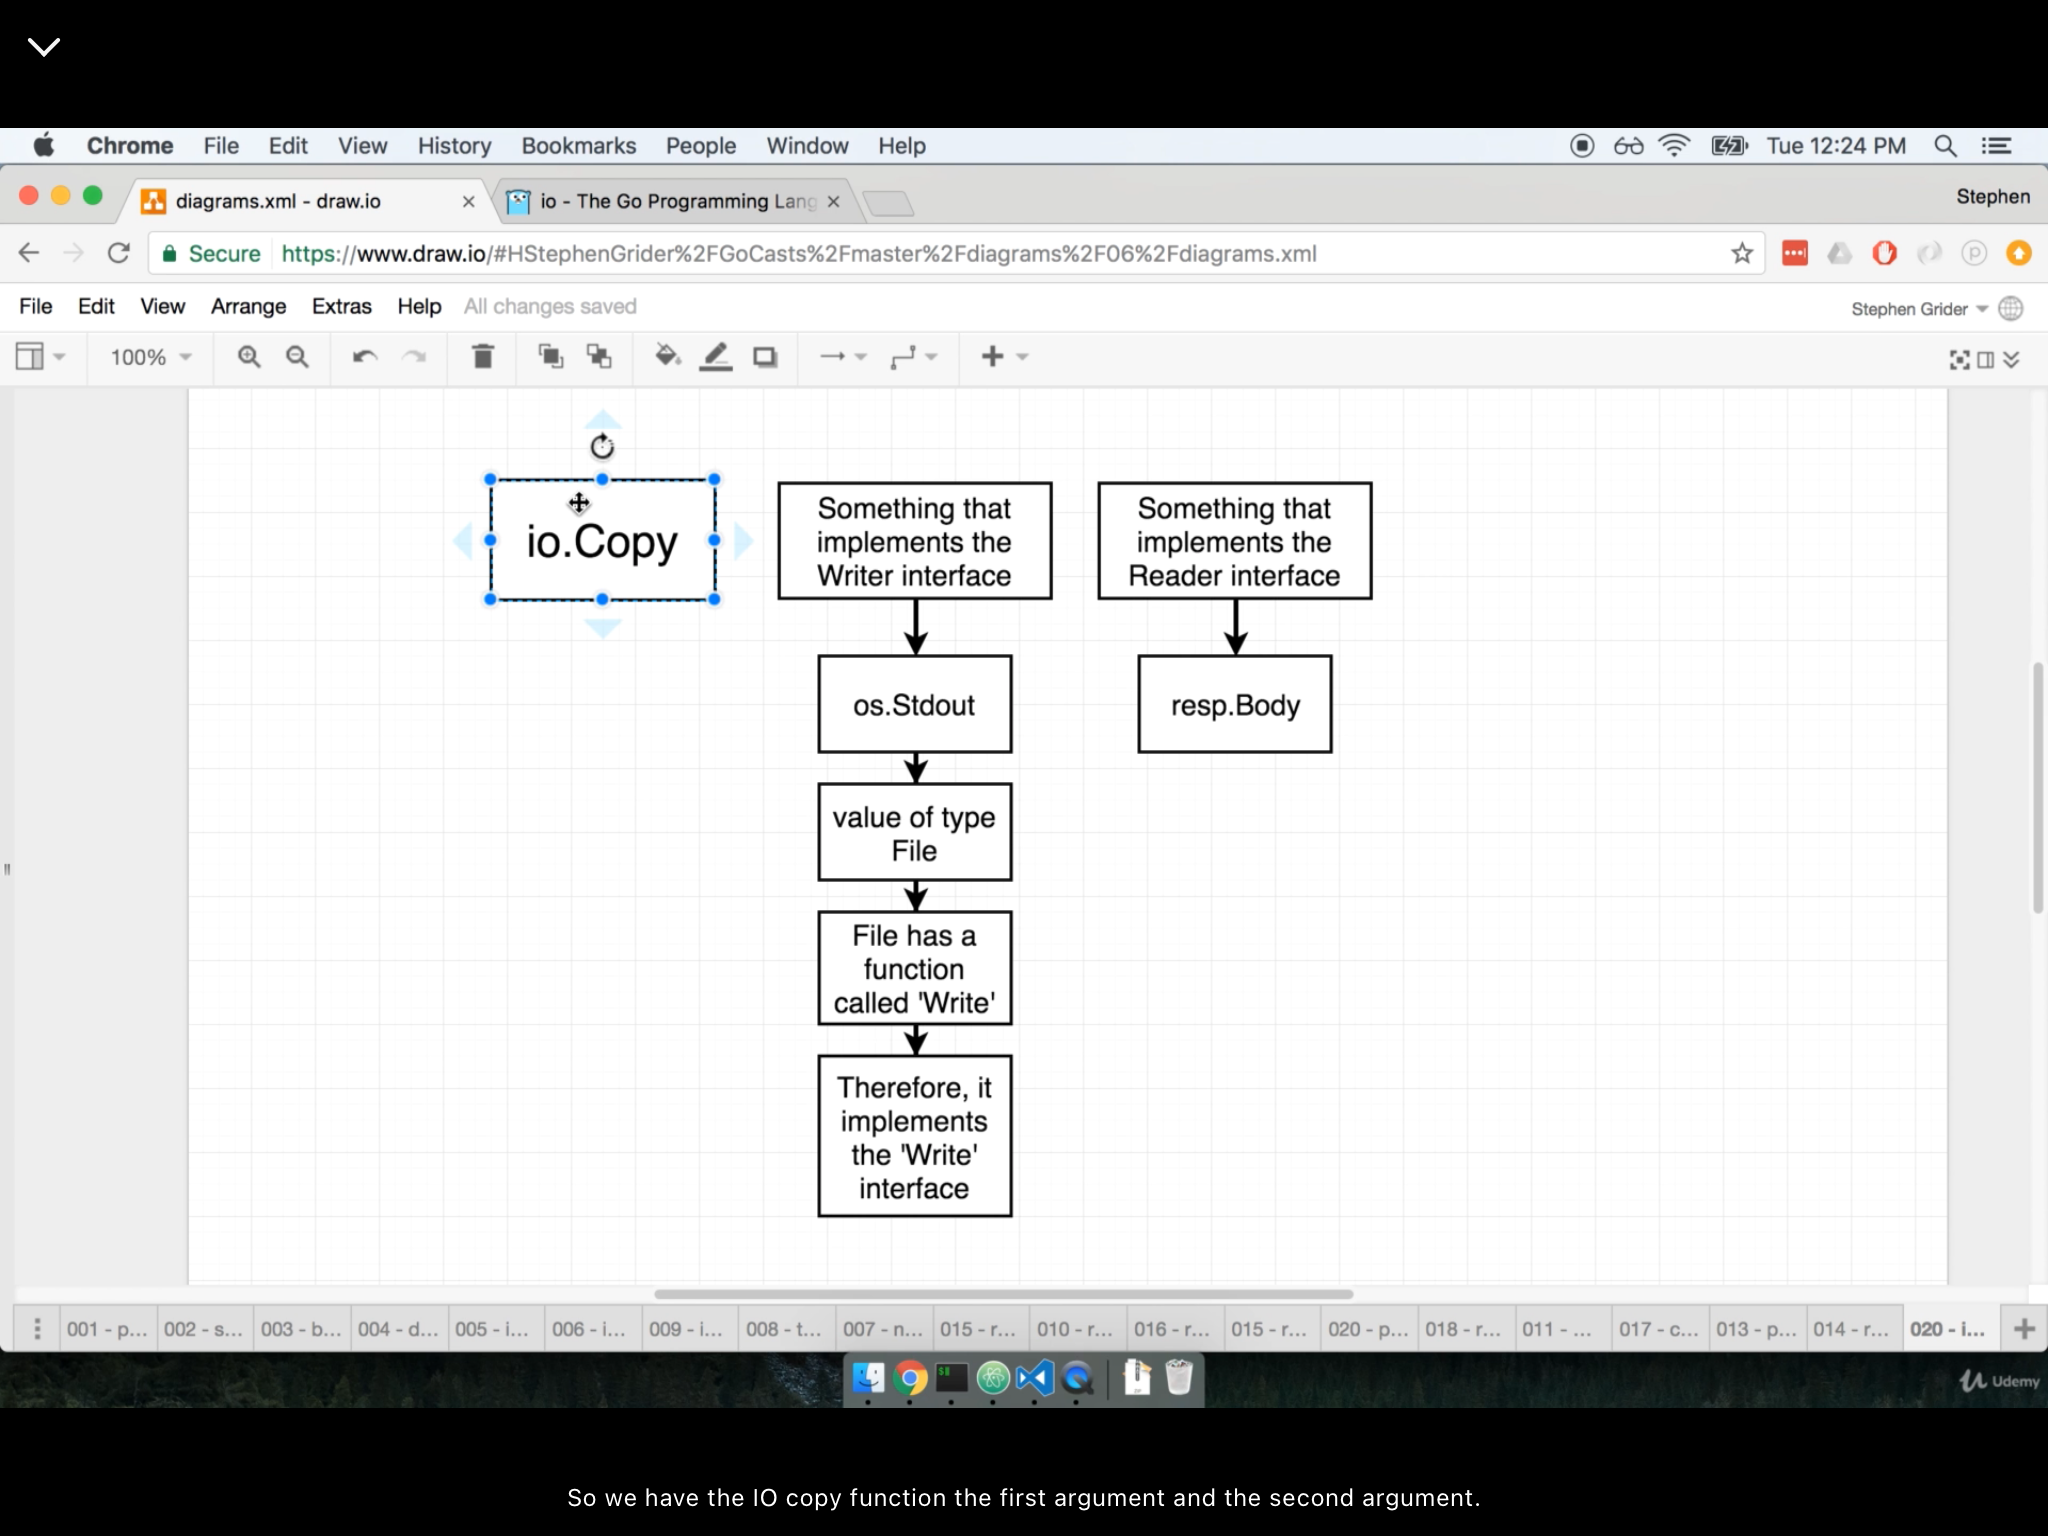 Chrome File Edit View History Bookmarks People Window Help Tue 12:24 PM
diagrams.xml - draw.io io - The Go Programming Lang Stephen
Secure https://www.draw.io/#HStephenGrider%2FGoCasts%2Fmaster%2Fdiagrams%2F06%2Fdiagrams.xml
File Edit View Arrange Extras Help All changes saved Stephen Grider
100%
io.Copy
Something that
implements the
Writer interface
Something that
implements the
Reader interface
os.Stdout
resp.Body
value of type
File
File has a
function
called 'Write'
Therefore, it
implements
the 'Write'
interface
001 - p... 002 - s... 003 - b... 004 - d... 005 - i... 006 - i... 009 - i... 008 - t... 007 - n... 015 - r... 010 - r... 016 - r... 015 - r... 020 - p... 018 - r... 011 - ... 017 - c... 013 - p... 014 - r... 020 - i...
Udemy
So we have the IO copy function the first argument and the second argument.